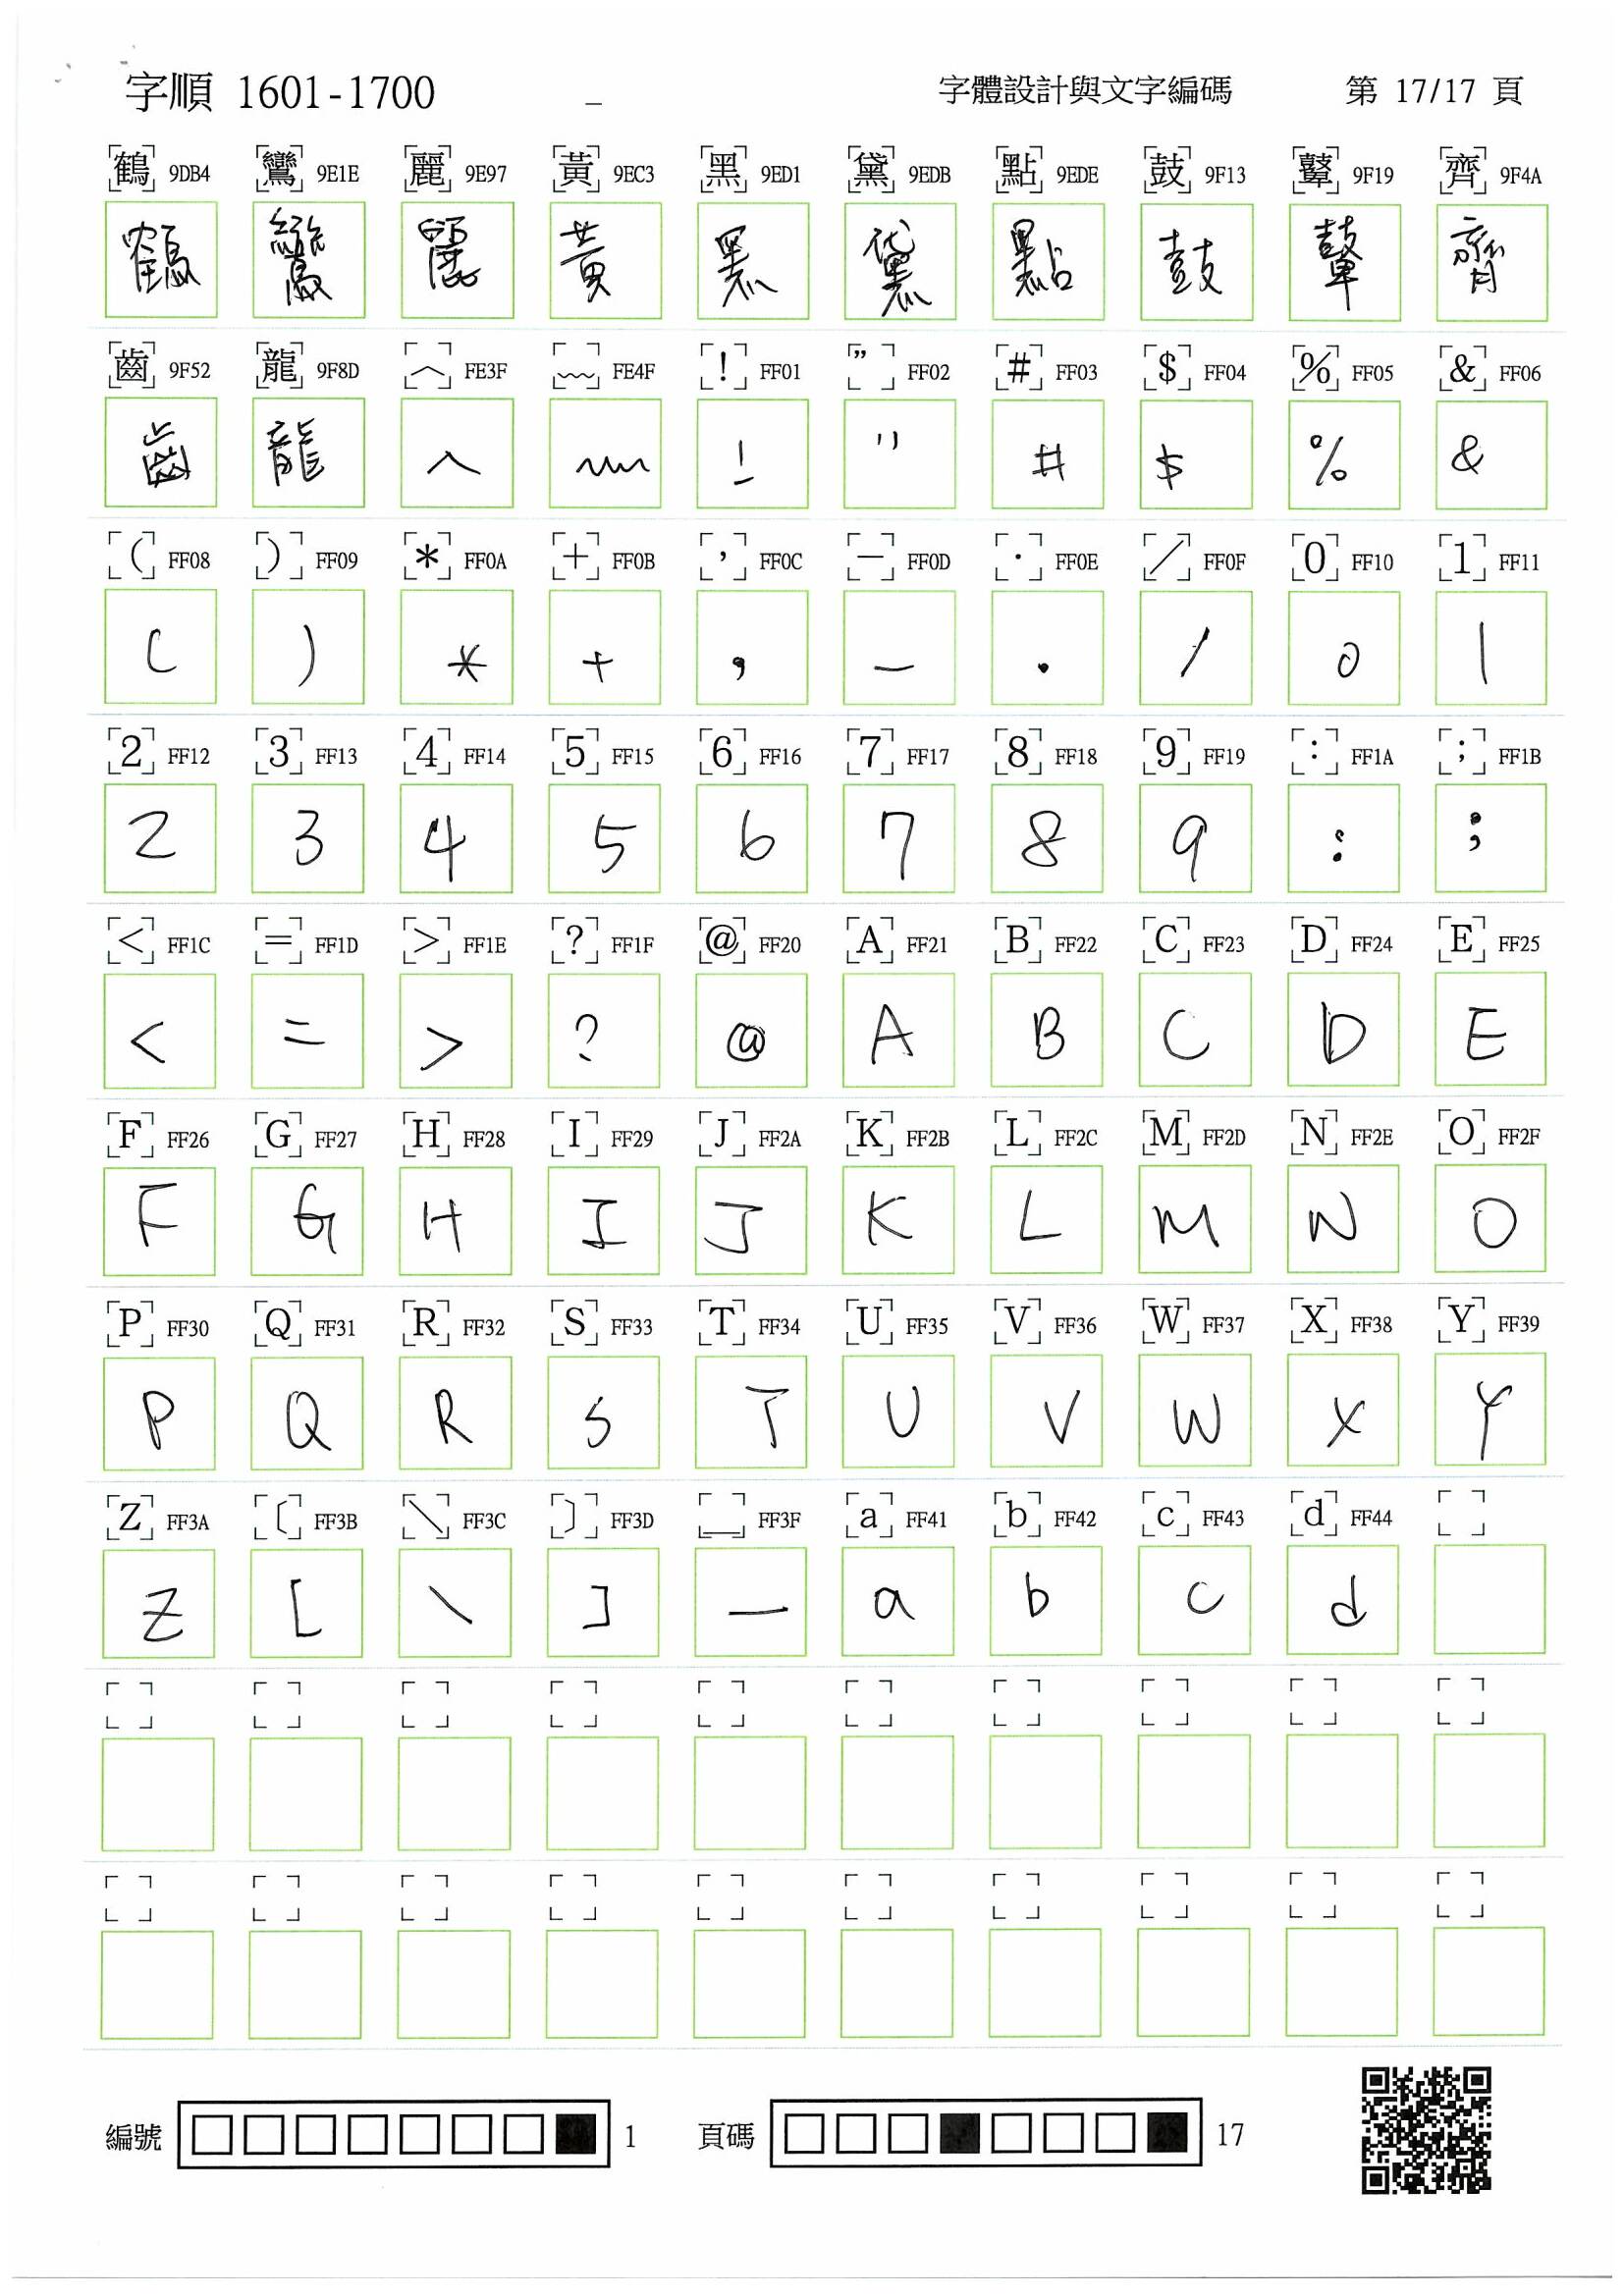 字順 1601-1700 _ 字體設計與文字編碼 第 17/17 頁
鶴 9DB4 鸞 9E1E 麗 9E97 黃 9EC3 黑 9ED1 黛 9EDB 點 9EDE 鼓 9F13 鼙 9F19 齊 9F4A
鶴 鸞 麗 黃 黑 黛 點 鼓 鼙 齊
齒 9F52 龍 9F8D ︿ FE3F ﹏ FE4F ! FF01 ” FF02 # FF03 $ FF04 % FF05 & FF06
齒 龍 ︿ ﹏ ! " # $ % &
( FF08 ) FF09 * FF0A + FF0B , FF0C － FF0D . FF0E / FF0F 0 FF10 1 FF11
( ) * + , － . / 0 1
2 FF12 3 FF13 4 FF14 5 FF15 6 FF16 7 FF17 8 FF18 9 FF19 : FF1A ; FF1B
2 3 4 5 6 7 8 9 : ;
< FF1C = FF1D > FF1E ? FF1F @ FF20 A FF21 B FF22 C FF23 D FF24 E FF25
< = > ? @ A B C D E
F FF26 G FF27 H FF28 I FF29 J FF2A K FF2B L FF2C M FF2D N FF2E O FF2F
F G H I J K L M N O
P FF30 Q FF31 R FF32 S FF33 T FF34 U FF35 V FF36 W FF37 X FF38 Y FF39
P Q R S T U V W X Y
Z FF3A 〔 FF3B \ FF3C 〕 FF3D _ FF3F a FF41 b FF42 c FF43 d FF44
Z [ \ ] _ a b c d
編號 1 頁碼 17